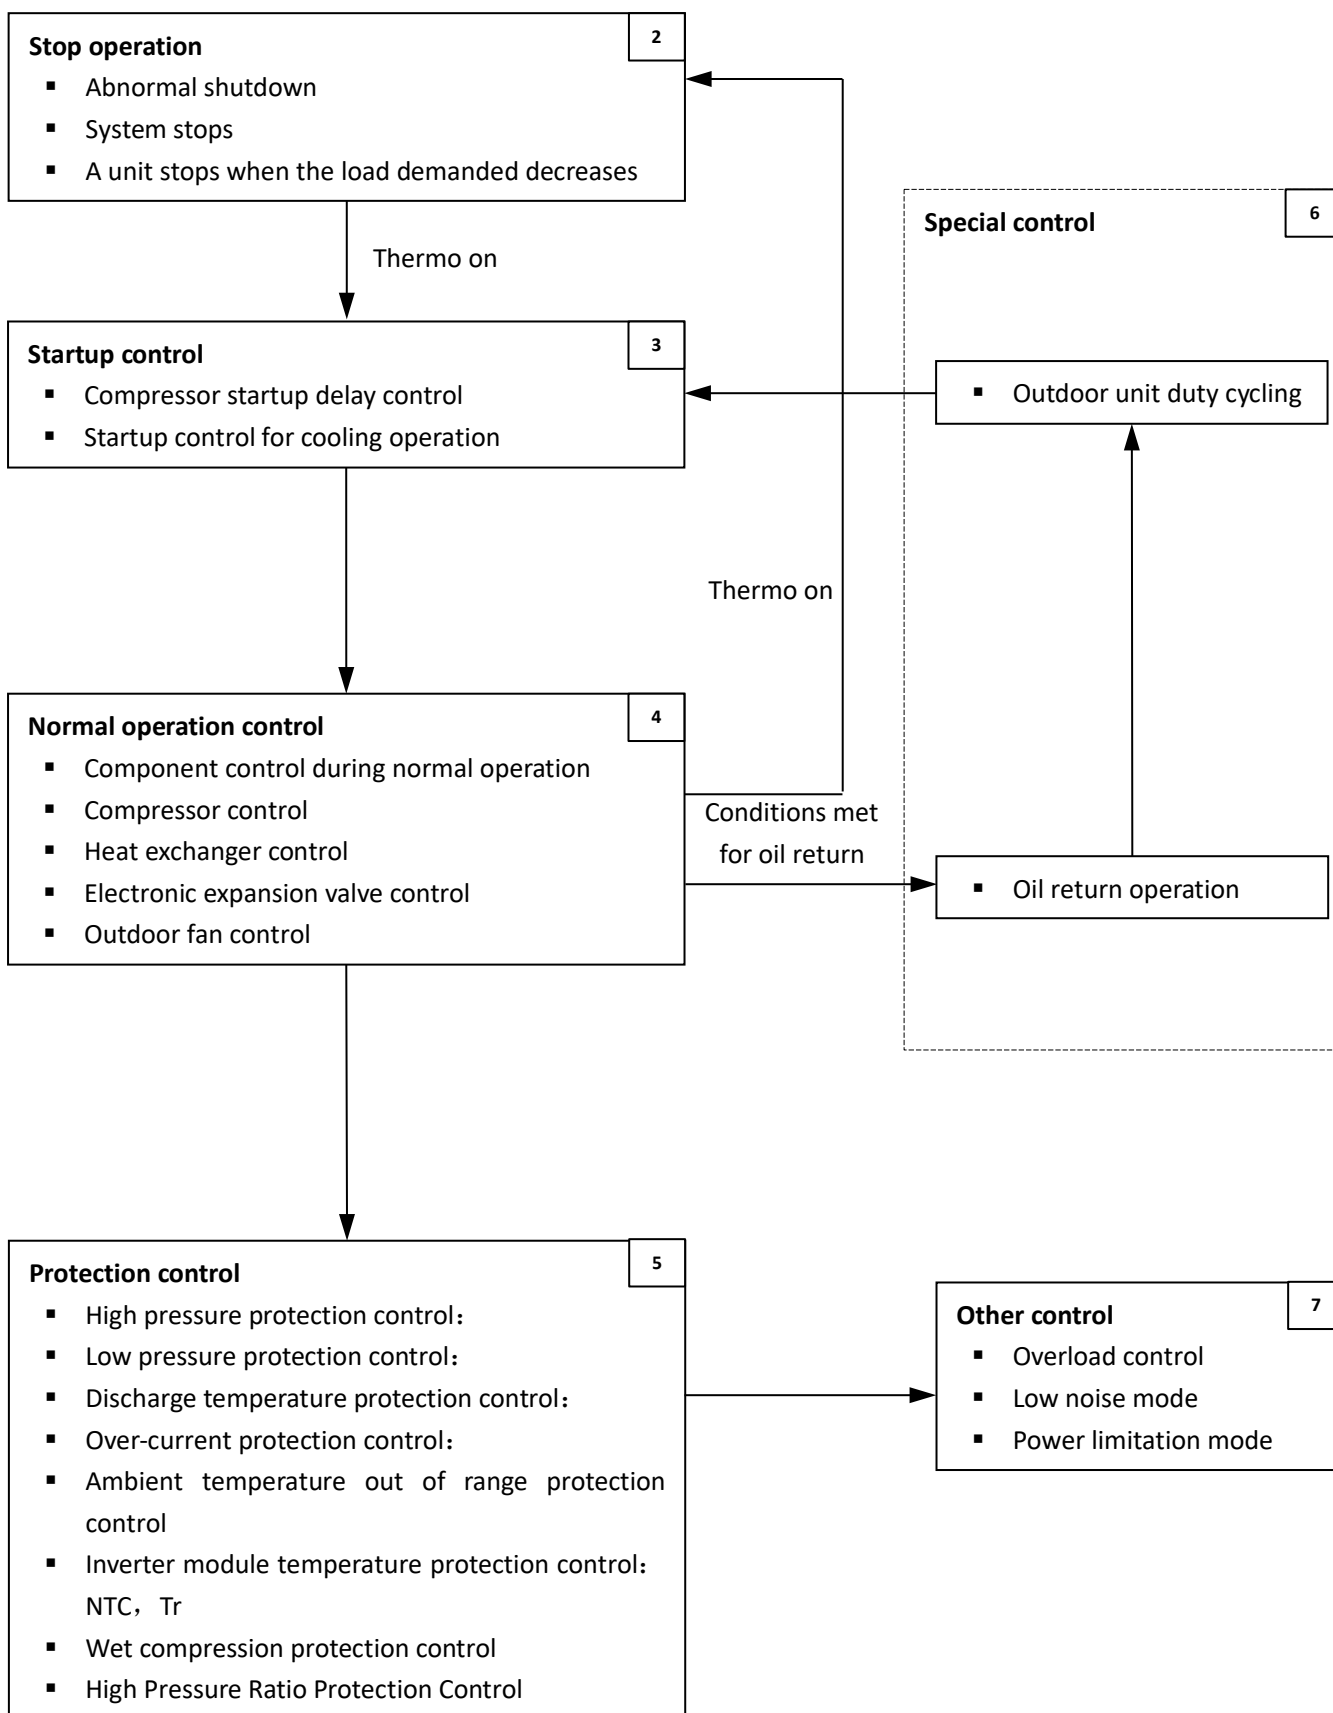 Stop operation
2
▪ Abnormal shutdown
▪ System stops
▪ A unit stops when the load demanded decreases
Thermo on
Special control
6
Startup control
3
▪ Compressor startup delay control
▪ Startup control for cooling operation
▪ Outdoor unit duty cycling
Thermo on
Normal operation control
4
▪ Component control during normal operation
▪ Compressor control
▪ Heat exchanger control
▪ Electronic expansion valve control
▪ Outdoor fan control
Conditions met
for oil return
▪ Oil return operation
Protection control
5
▪ High pressure protection control：
▪ Low pressure protection control：
▪ Discharge temperature protection control：
▪ Over-current protection control：
▪ Ambient temperature out of range protection
control
▪ Inverter module temperature protection control：
NTC，Tr
▪ Wet compression protection control
▪ High Pressure Ratio Protection Control
Other control
7
▪ Overload control
▪ Low noise mode
▪ Power limitation mode